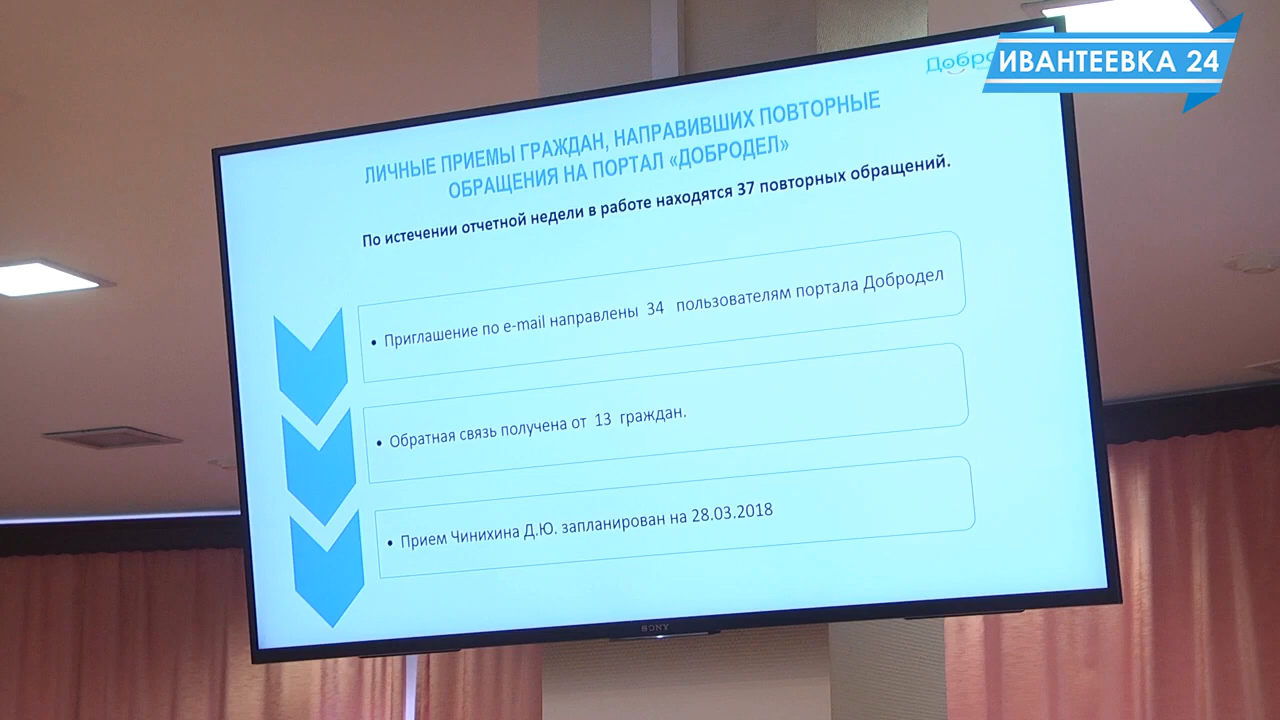 ИВАНТЕЕВКА 24
ЛИЧНЫЕ ПРИЕМЫ ГРАЖДАН, НАПРАВИВШИХ ПОВТОРНЫЕ
ОБРАЩЕНИЯ НА ПОРТАЛ «ДОБРОДЕЛ»
По истечении отчетной недели в работе находятся 37 повторных обращений.
• Приглашение по e-mail направлены 34 пользователям портала Добродел
• Обратная связь получена от 13 граждан.
• Прием Чинихина Д.Ю. запланирован на 28.03.2018
SONY